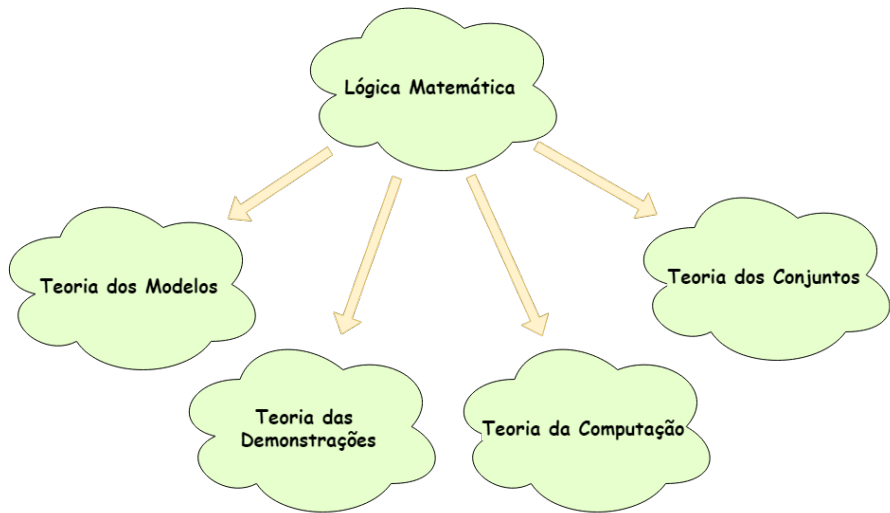 Lógica Matemática
Teoria dos Modelos
Teoria dos Conjuntos
Teoria das
Demonstrações
Teoria da Computação